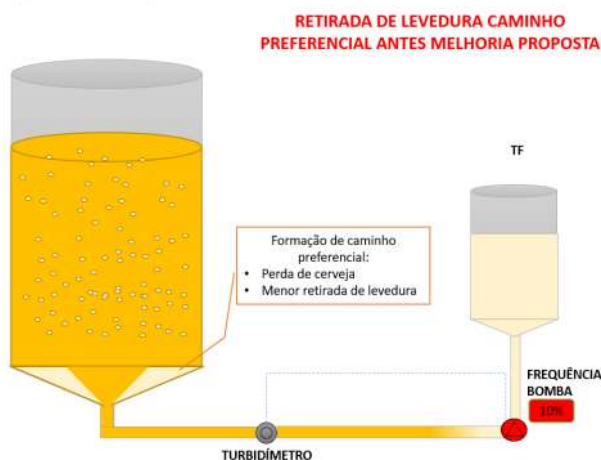 RETIRADA DE LEVEDURA CAMINHO
PREFERENCIAL ANTES MELHORIA PROPOSTA
TF
Formação de caminho
preferencial:
• Perda de cerveja
• Menor retirada de levedura
FREQUÊNCIA
BOMBA
10%
TURBIDÍMETRO